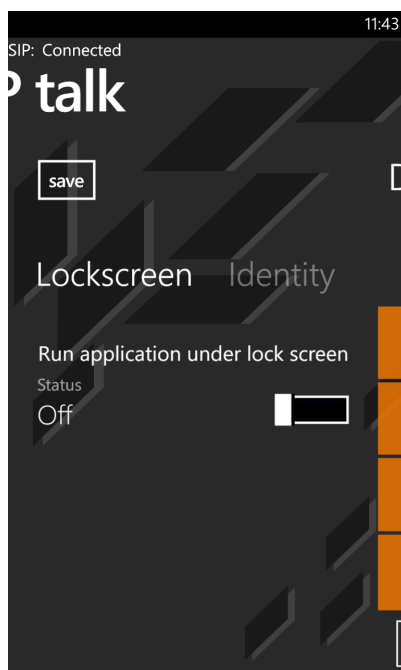 11:43
SIP: Connected
P talk
save
Lockscreen Identity
Run application under lock screen
Status
Off